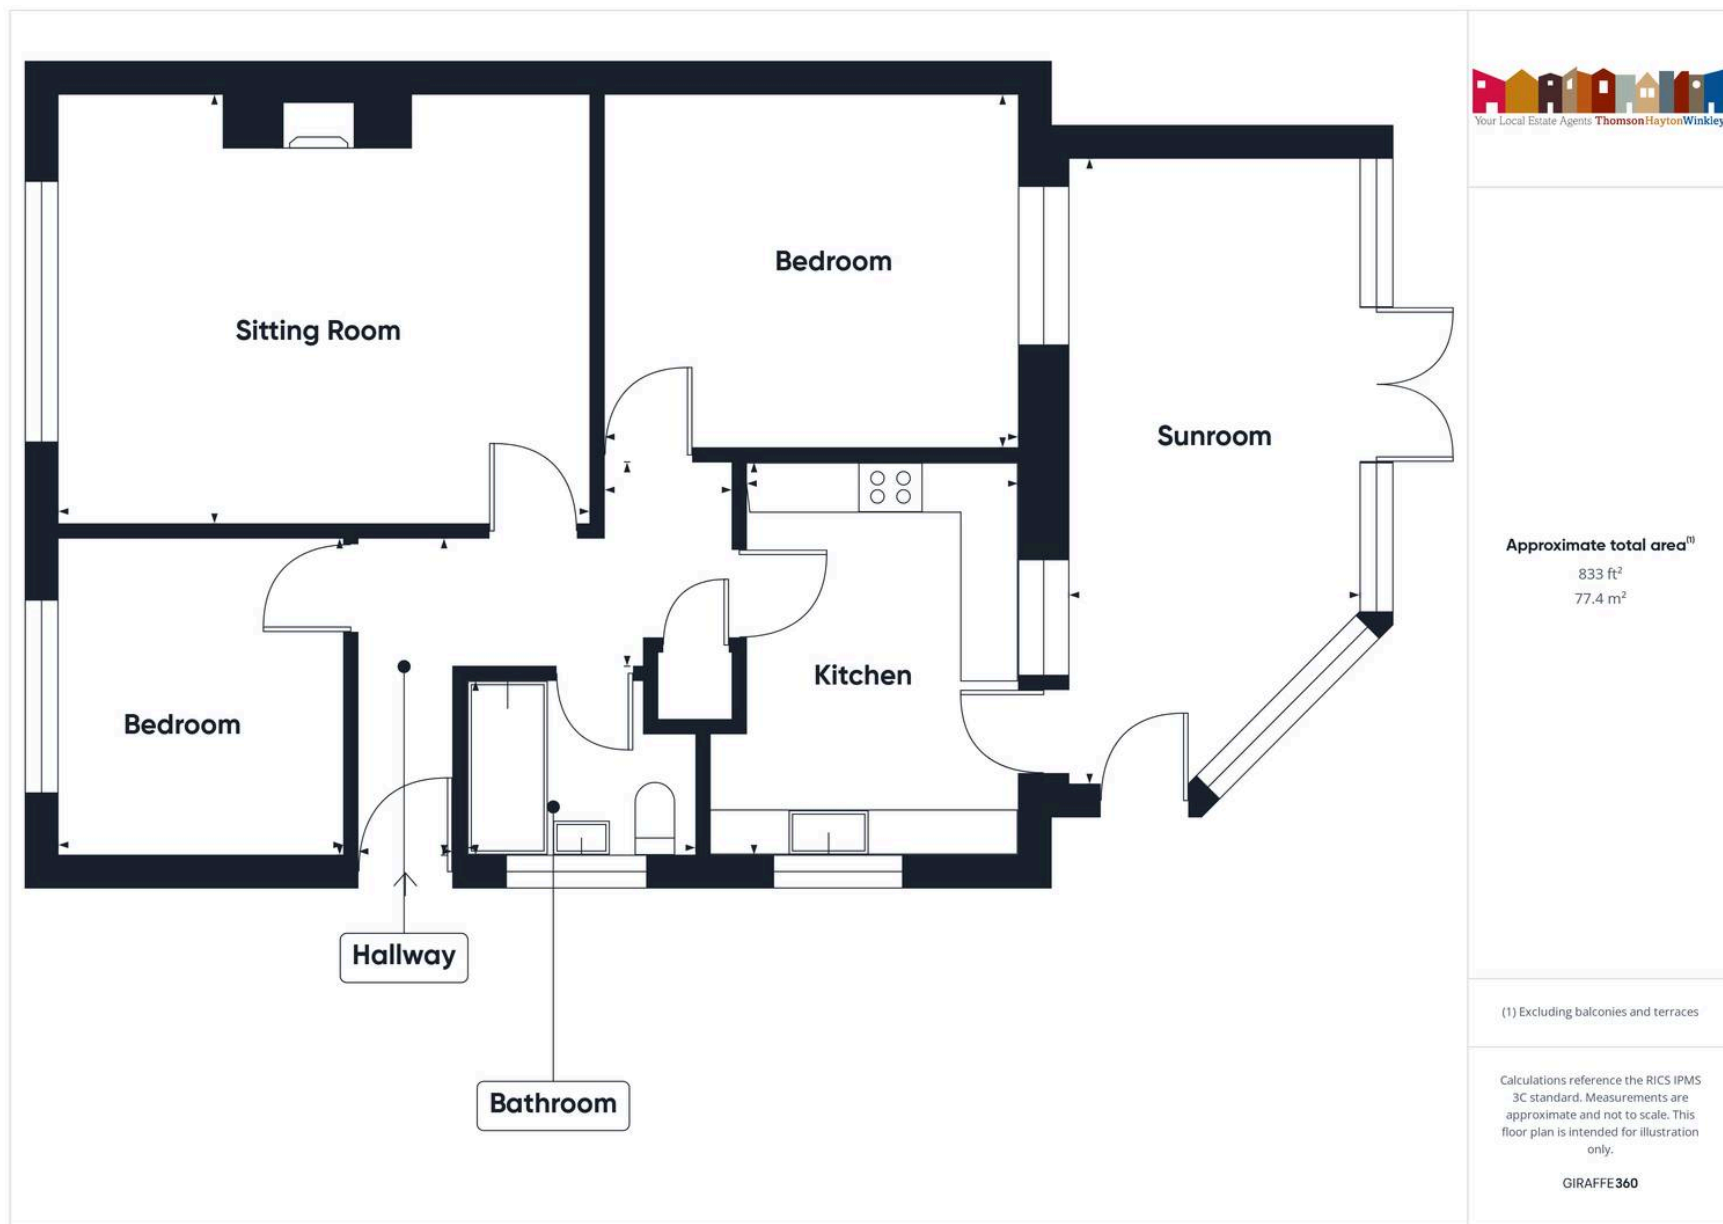 Your Local Estate Agents ThomsonHaytonWinkley
Sitting Room
Bedroom
Sunroom
Kitchen
Bedroom
Hallway
Bathroom
Approximate total area(1)
833 ft²
77.4 m²
(1) Excluding balconies and terraces
Calculations reference the RICS IPMS
3C standard. Measurements are
approximate and not to scale. This
floor plan is intended for illustration
only.
GIRAFFE360